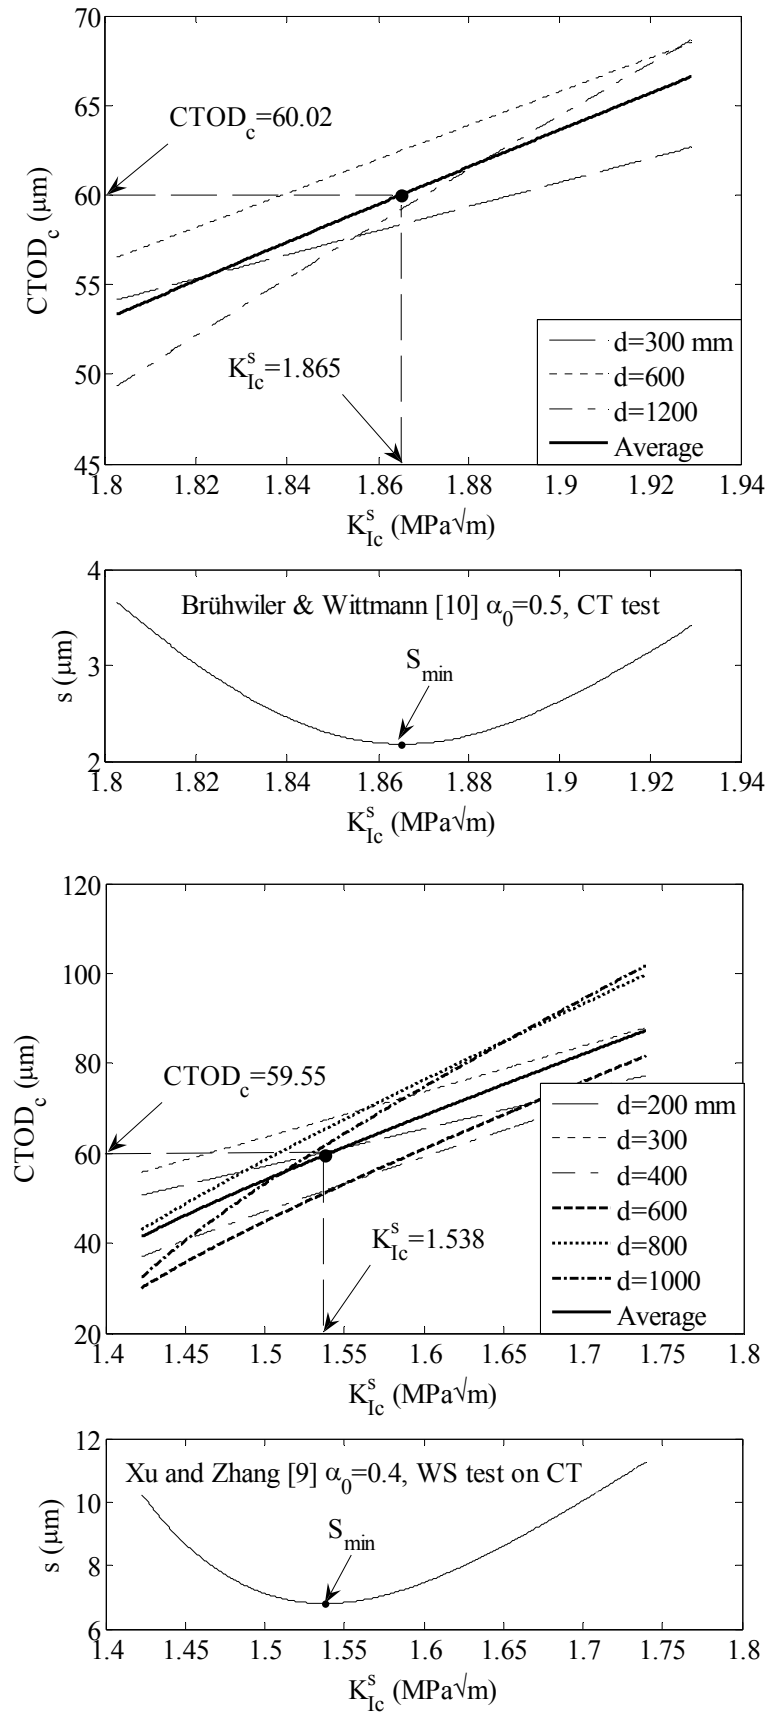 70
65
CTOD_c=60.02
60
CTOD_c (μm)
55
K_Ic^s=1.865
d=300 mm
50
d=600
d=1200
Average
45
1.8 1.82 1.84 1.86 1.88 1.9 1.92 1.94
K_Ic^s (MPa√m)
4
Brühwiler & Wittmann [10] α_0=0.5, CT test
s (μm)
3
S_min
2
1.8 1.82 1.84 1.86 1.88 1.9 1.92 1.94
K_Ic^s (MPa√m)
120
100
CTOD_c=59.55
80
CTOD_c (μm)
60
d=200 mm
d=300
d=400
K_Ic^s=1.538
d=600
40
d=800
d=1000
Average
20
1.4 1.45 1.5 1.55 1.6 1.65 1.7 1.75 1.8
K_Ic^s (MPa√m)
12
Xu and Zhang [9] α_0=0.4, WS test on CT
s (μm)
10
S_min
8
6
1.4 1.45 1.5 1.55 1.6 1.65 1.7 1.75 1.8
K_Ic^s (MPa√m)